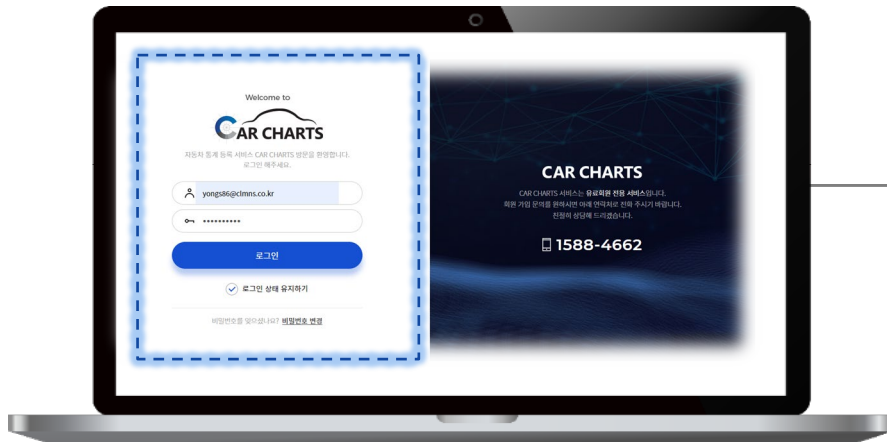 Welcome to
CAR CHARTS
자동차 통계 등록 서비스 CAR CHARTS 방문을 환영합니다.
로그인 해주세요.
yongs86@clmns.co.kr
••••••••••
로그인
로그인 상태 유지하기
비밀번호를 잊으셨나요? 비밀번호 변경
CAR CHARTS
CAR CHARTS 서비스는 유료회원 전용 서비스입니다.
회원 가입 문의를 원하시면 아래 연락처로 전화 주시기 바랍니다.
친절히 상담해 드리겠습니다.
1588-4662